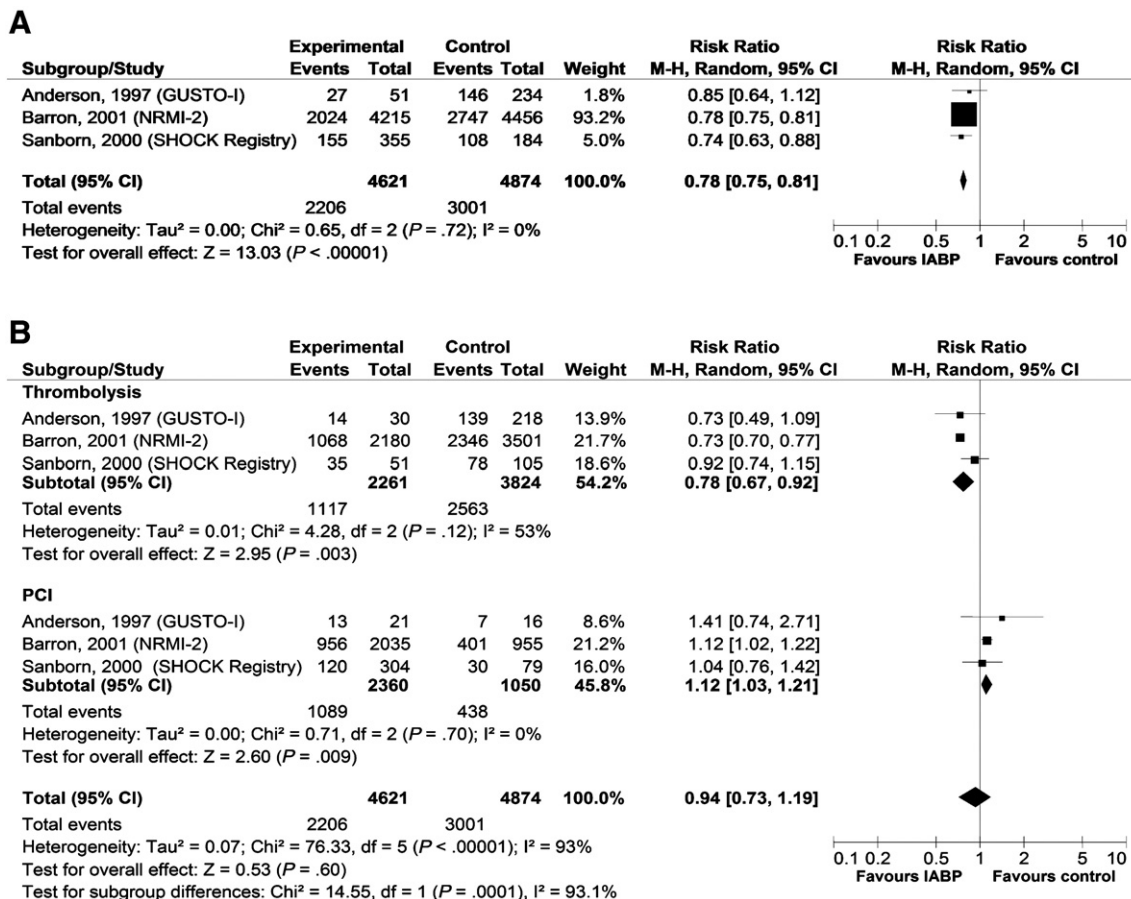 A
Experimental Control Risk Ratio Risk Ratio
Subgroup/Study Events Total Events Total Weight M-H, Random, 95% CI M-H, Random, 95% CI
Anderson, 1997 (GUSTO-I) 27 51 146 234 1.8% 0.85 [0.64, 1.12]
Barron, 2001 (NRMI-2) 2024 4215 2747 4456 93.2% 0.78 [0.75, 0.81]
Sanborn, 2000 (SHOCK Registry) 155 355 108 184 5.0% 0.74 [0.63, 0.88]
Total (95% CI) 4621 4874 100.0% 0.78 [0.75, 0.81]
Total events 2206 3001
Heterogeneity: Tau² = 0.00; Chi² = 0.65, df = 2 (P = .72); I² = 0%
Test for overall effect: Z = 13.03 (P < .00001)
0.1 0.2 0.5 1 2 5 10
Favours IABP Favours control
B
Experimental Control Risk Ratio Risk Ratio
Subgroup/Study Events Total Events Total Weight M-H, Random, 95% CI M-H, Random, 95% CI
Thrombolysis
Anderson, 1997 (GUSTO-I) 14 30 139 218 13.9% 0.73 [0.49, 1.09]
Barron, 2001 (NRMI-2) 1068 2180 2346 3501 21.7% 0.73 [0.70, 0.77]
Sanborn, 2000 (SHOCK Registry) 35 51 78 105 18.6% 0.92 [0.74, 1.15]
Subtotal (95% CI) 2261 3824 54.2% 0.78 [0.67, 0.92]
Total events 1117 2563
Heterogeneity: Tau² = 0.01; Chi² = 4.28, df = 2 (P = .12); I² = 53%
Test for overall effect: Z = 2.95 (P = .003)
PCI
Anderson, 1997 (GUSTO-I) 13 21 7 16 8.6% 1.41 [0.74, 2.71]
Barron, 2001 (NRMI-2) 956 2035 401 955 21.2% 1.12 [1.02, 1.22]
Sanborn, 2000 (SHOCK Registry) 120 304 30 79 16.0% 1.04 [0.76, 1.42]
Subtotal (95% CI) 2360 1050 45.8% 1.12 [1.03, 1.21]
Total events 1089 438
Heterogeneity: Tau² = 0.00; Chi² = 0.71, df = 2 (P = .70); I² = 0%
Test for overall effect: Z = 2.60 (P = .009)
Total (95% CI) 4621 4874 100.0% 0.94 [0.73, 1.19]
Total events 2206 3001
Heterogeneity: Tau² = 0.07; Chi² = 76.33, df = 5 (P < .00001); I² = 93%
Test for overall effect: Z = 0.53 (P = .60)
Test for subgroup differences: Chi² = 14.55, df = 1 (P = .0001), I² = 93.1%
0.1 0.2 0.5 1 2 5 10
Favours IABP Favours control